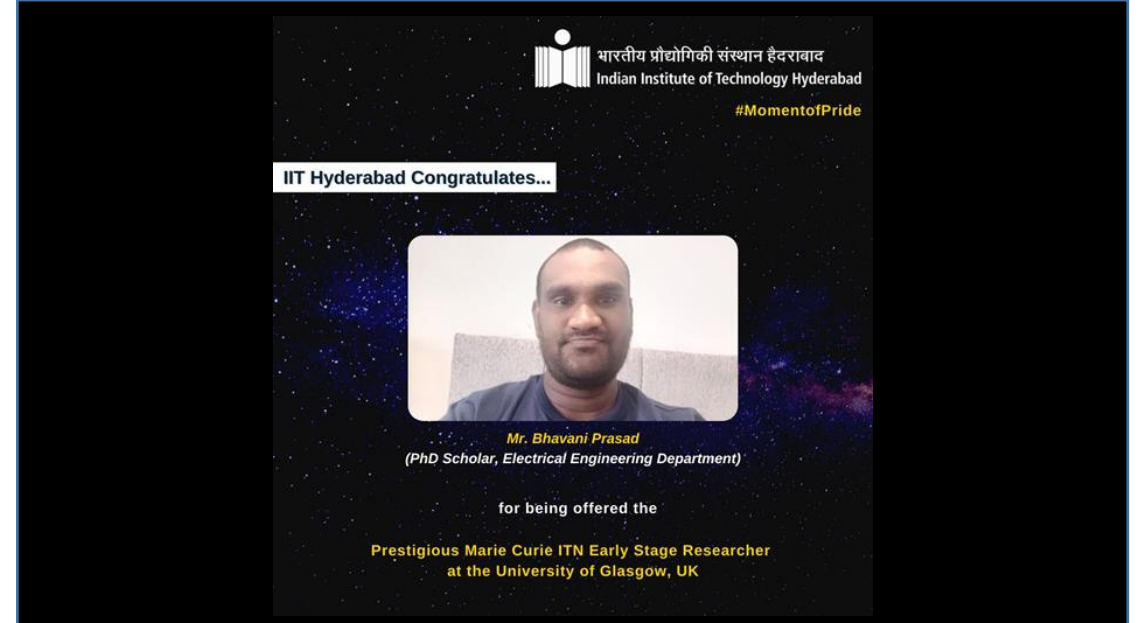 भारतीय प्रौद्योगिकी संस्थान हैदराबाद
Indian Institute of Technology Hyderabad
#MomentofPride
IIT Hyderabad Congratulates...
Mr. Bhavani Prasad
(PhD Scholar, Electrical Engineering Department)
for being offered the
Prestigious Marie Curie ITN Early Stage Researcher
at the University of Glasgow, UK